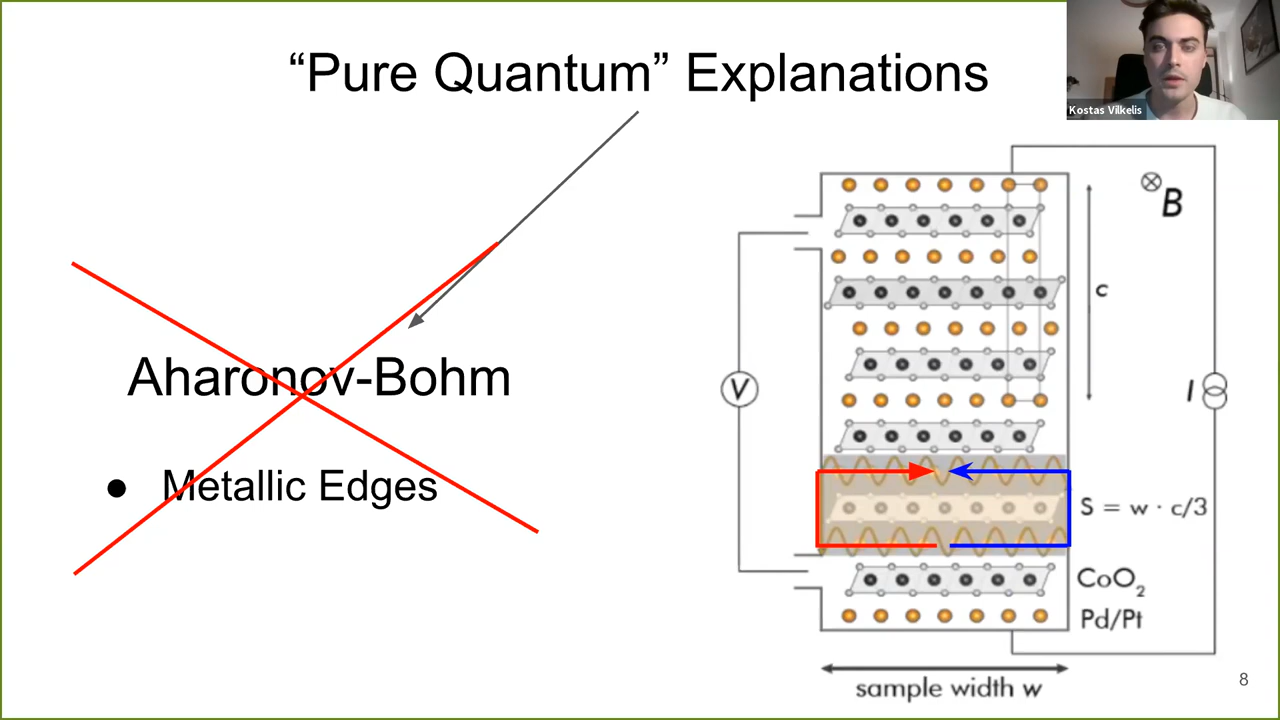 “Pure Quantum” Explanations
Kostas Vilkelis
B
c
Aharonov-Bohm
V
I
● Metallic Edges
S = w · c/3
CoO2
Pd/Pt
sample width w
8